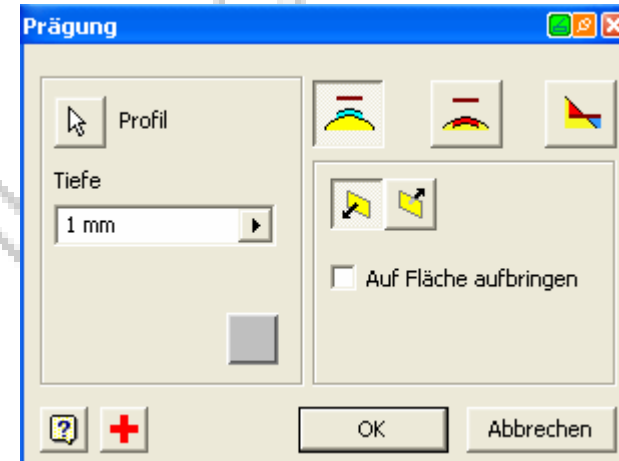 Prägung
Profil
Tiefe
1 mm
Auf Fläche aufbringen
OK
Abbrechen